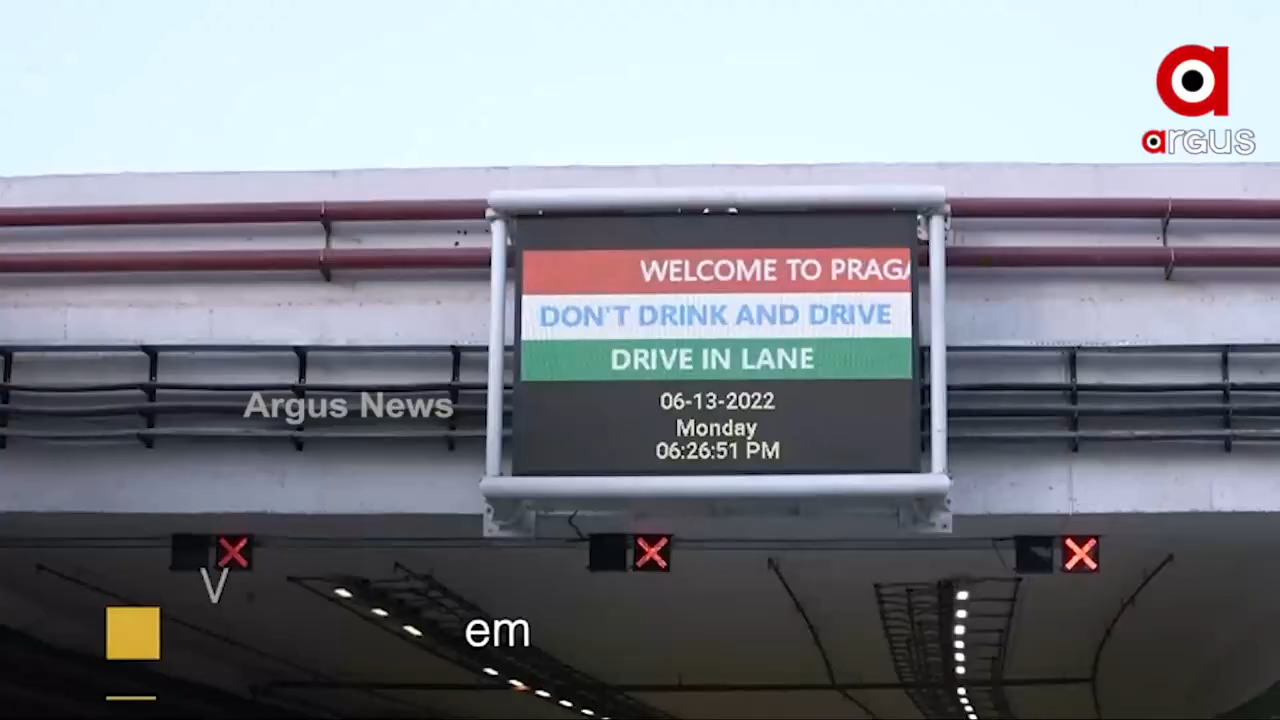 argus
WELCOME TO PRAGA
DON'T DRINK AND DRIVE
DRIVE IN LANE
Argus News
06-13-2022
Monday
06:26:51 PM
V
em